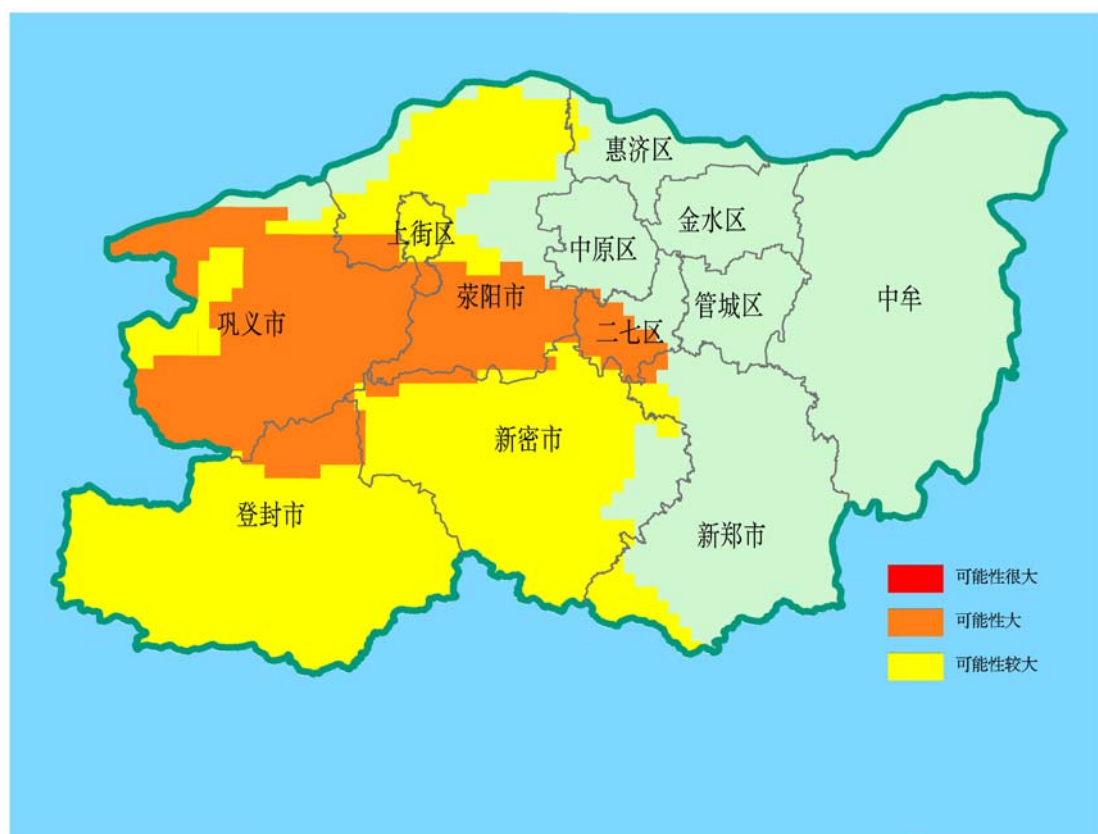 惠济区
金水区
上街区
中原区
荥阳市
管城区
中牟
巩义市
二七区
新密市
登封市
新郑市
可能性很大
可能性大
可能性较大